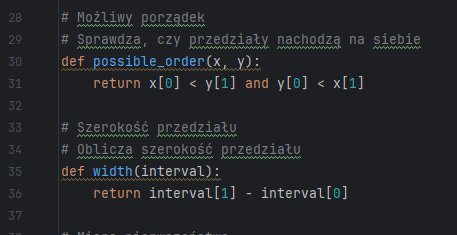 28 # Możliwy porządek
29 # Sprawdza, czy przedziały nachodzą na siebie
30 def possible_order(x, y):
31 return x[0] < y[1] and y[0] < x[1]
32
33 # Szerokość przedziału
34 # Oblicza szerokość przedziału
35 def width(interval):
36 return interval[1] - interval[0]
37